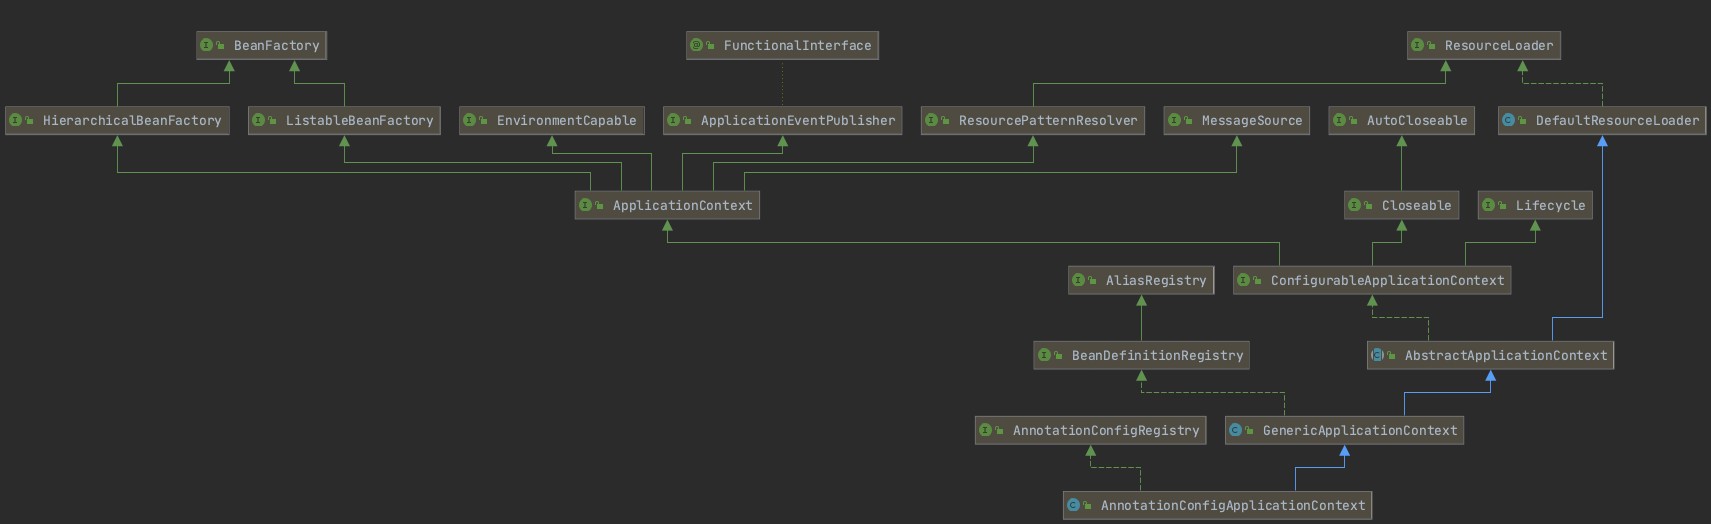 BeanFactory
FunctionalInterface
ResourceLoader
HierarchicalBeanFactory
ListableBeanFactory
EnvironmentCapable
ApplicationEventPublisher
ResourcePatternResolver
MessageSource
AutoCloseable
DefaultResourceLoader
ApplicationContext
Closeable
Lifecycle
AliasRegistry
ConfigurableApplicationContext
BeanDefinitionRegistry
AbstractApplicationContext
AnnotationConfigRegistry
GenericApplicationContext
AnnotationConfigApplicationContext